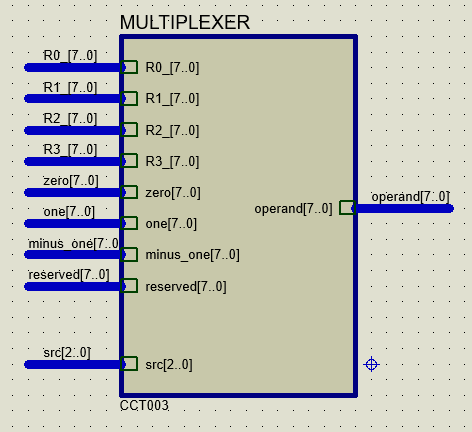 MULTIPLEXER
R0_[7..0] R0_[7..0]
R1_[7..0] R1_[7..0]
R2_[7..0] R2_[7..0]
R3_[7..0] R3_[7..0]
zero[7..0] zero[7..0]
operand[7..0] operand[7..0]
one[7..0] one[7..0]
minus_one[7..0 minus_one[7..0]
reserved[7..0] reserved[7..0]
src[2..0] src[2..0]
CCT003